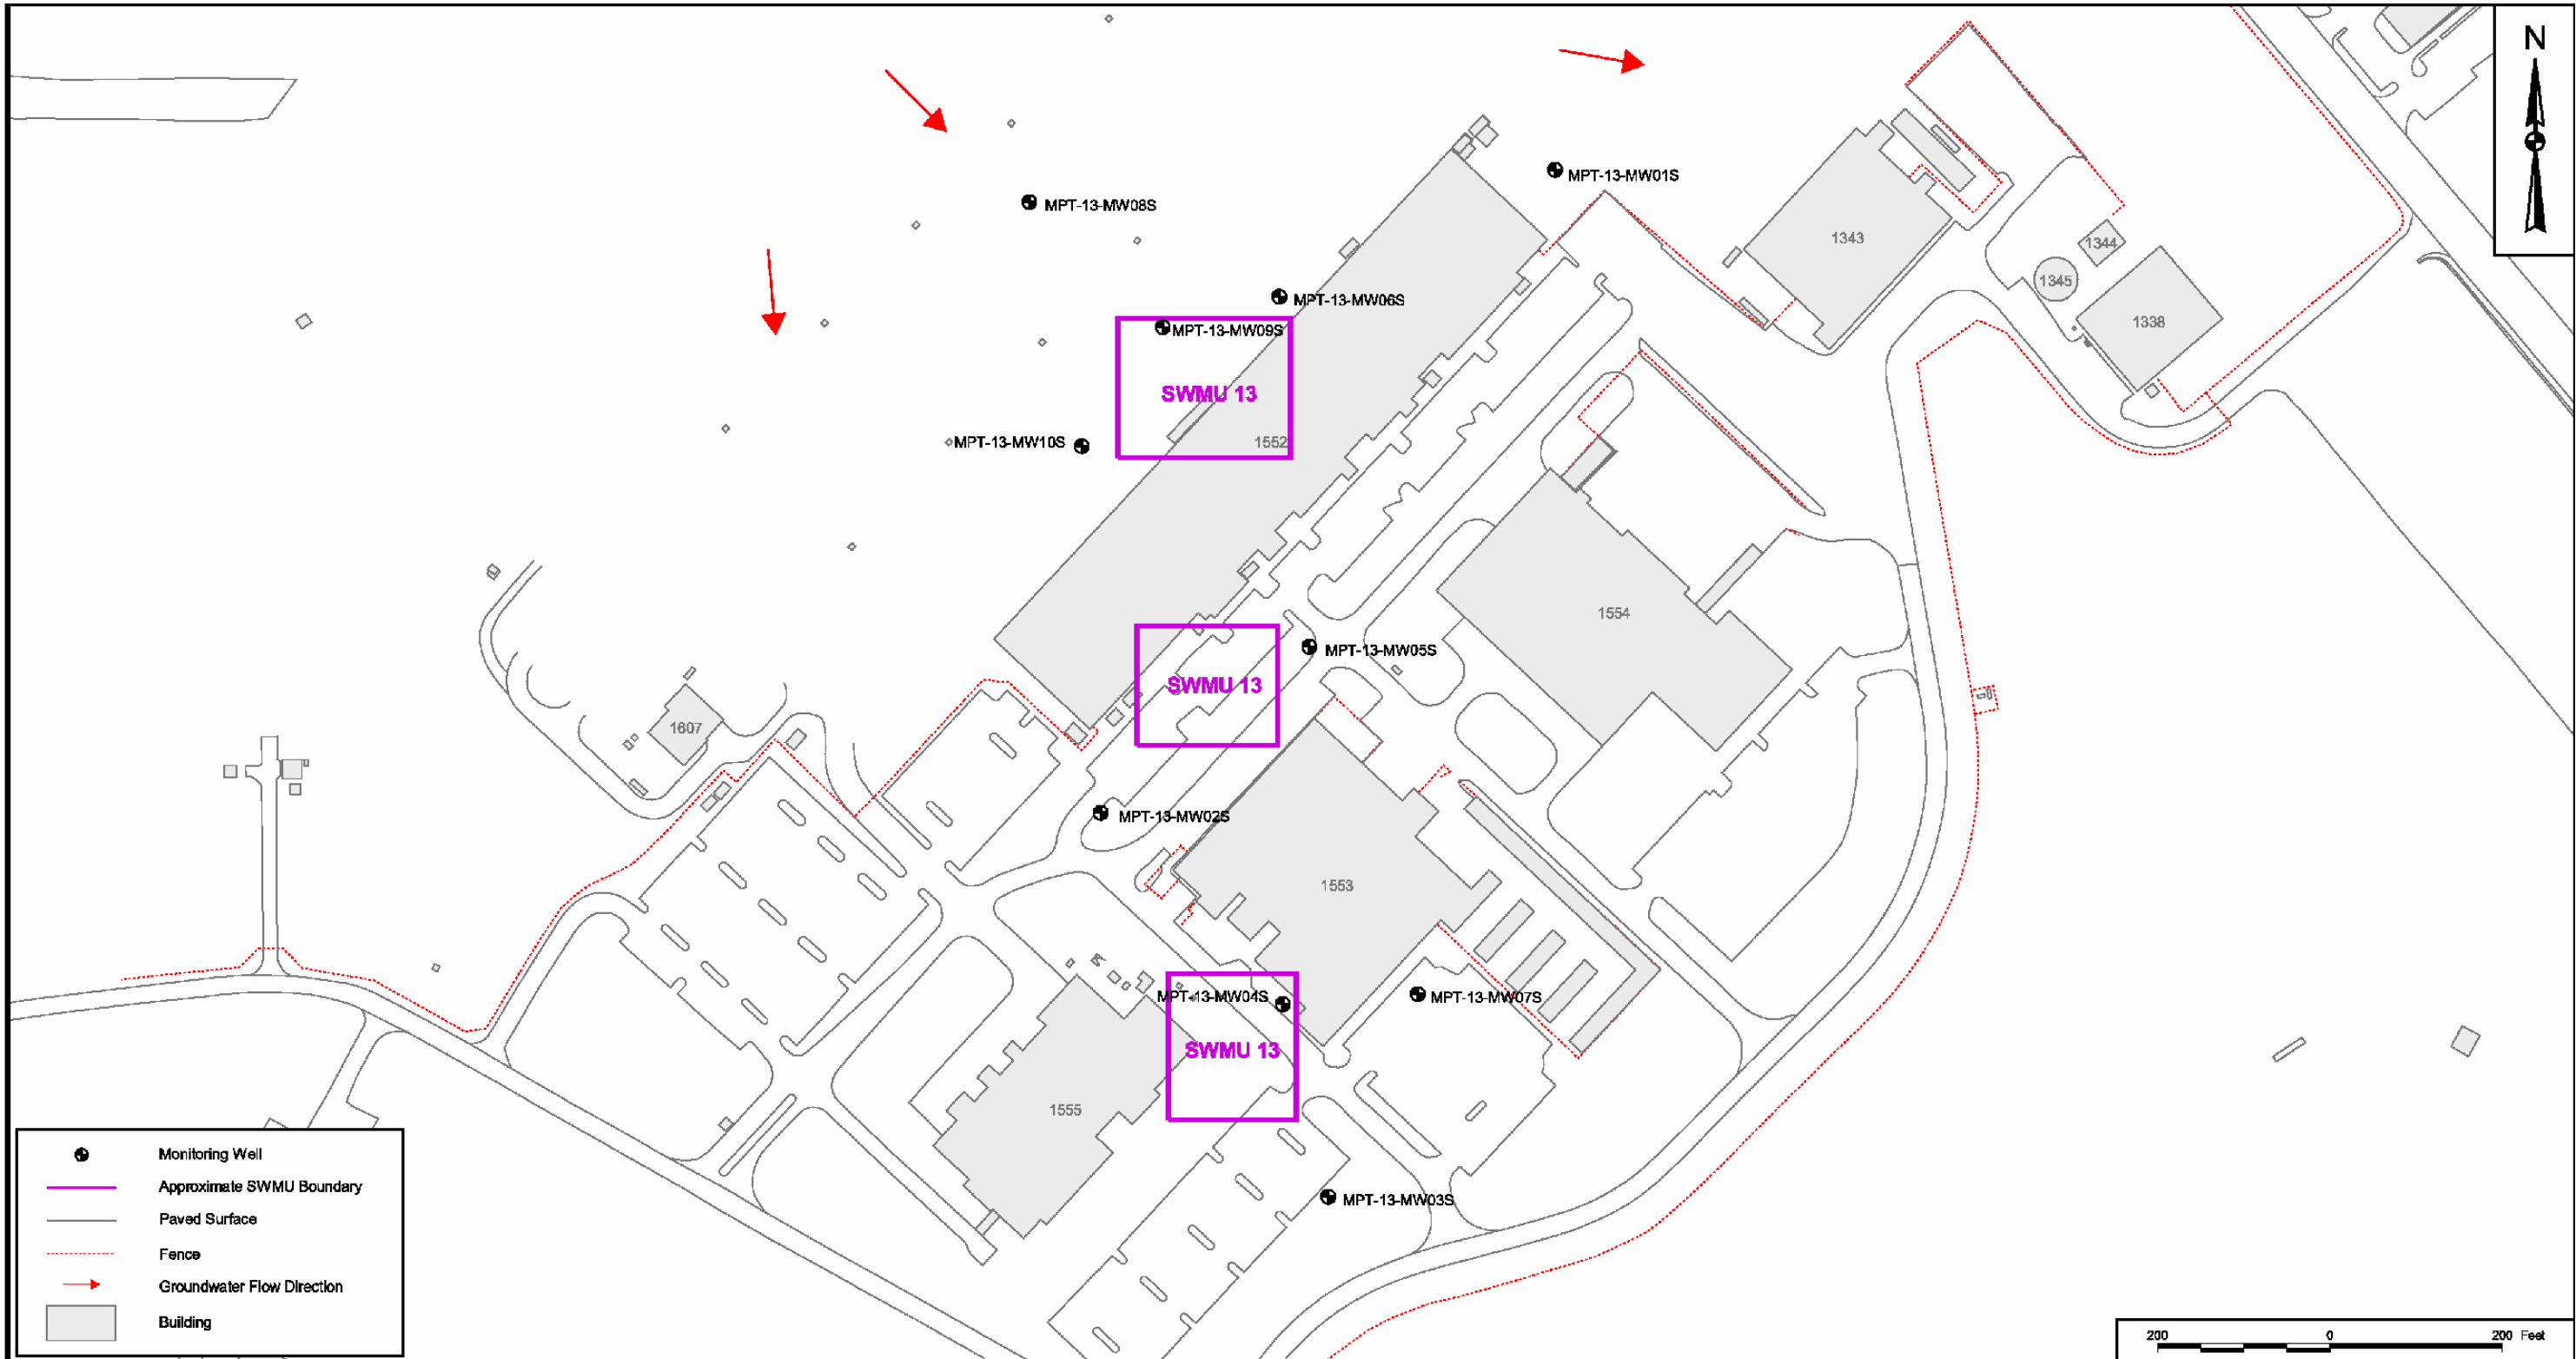 N
MPT-13-MW01S
MPT-13-MW08S
1343
1344
1345
MPT-13-MW06S
1338
MPT-13-MW09S
SWMU 13
MPT-13-MW10S
1552
1554
MPT-13-MW05S
SWMU 13
1607
MPT-13-MW02S
1553
MPT-13-MW04S
MPT-13-MW07S
SWMU 13
1555
MPT-13-MW03S
Monitoring Well
Approximate SWMU Boundary
Paved Surface
Fence
Groundwater Flow Direction
Building
200 0 200 Feet